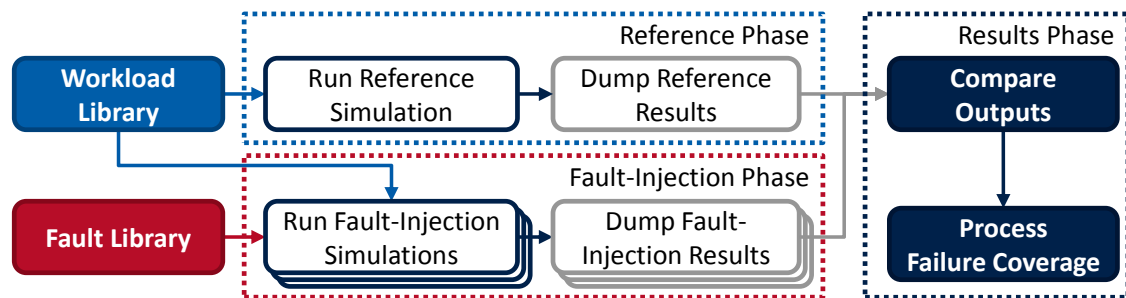 Reference Phase
Results Phase
Workload
Library
Run Reference
Simulation
Dump Reference
Results
Compare
Outputs
Fault-Injection Phase
Fault Library
Run Fault-Injection
Simulations
Dump Fault-
Injection Results
Process
Failure Coverage